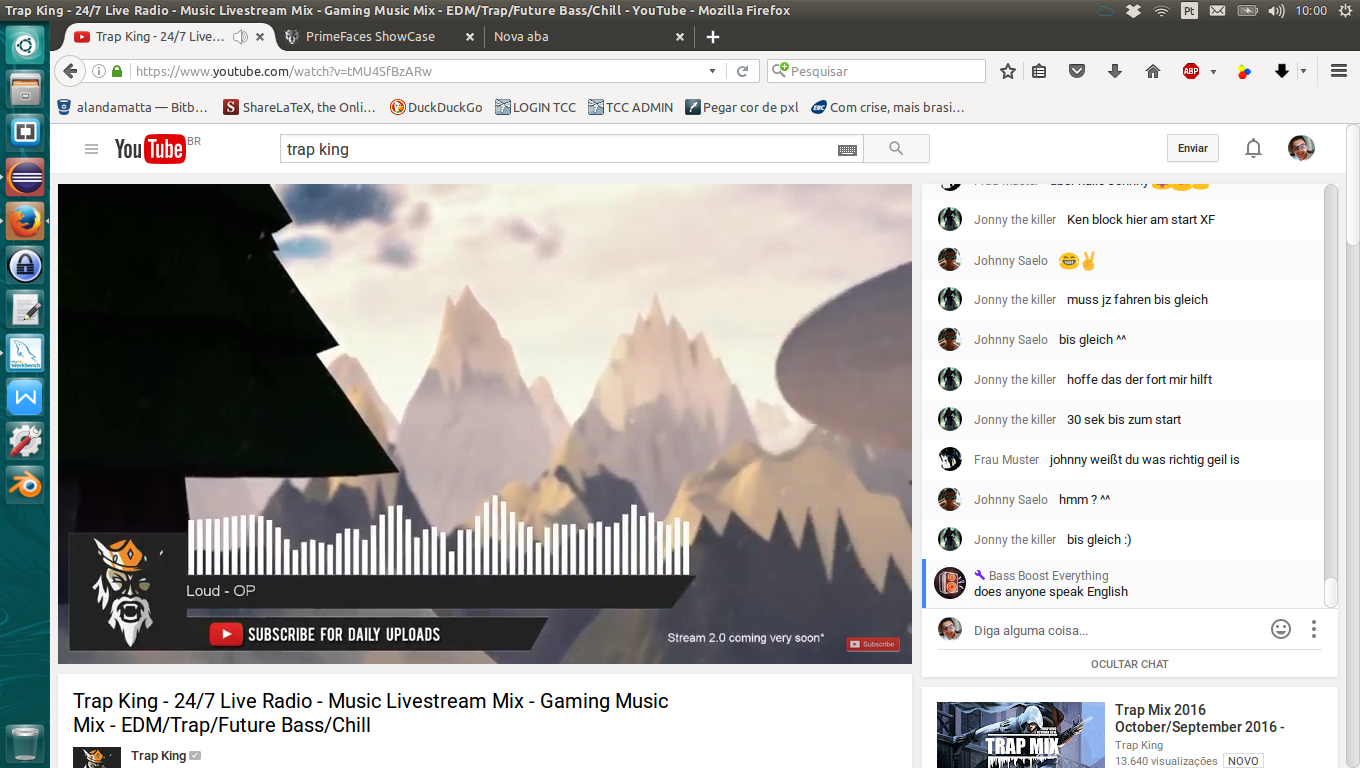 Trap King - 24/7 Live Radio - Music Livestream Mix - Gaming Music Mix - EDM/Trap/Future Bass/Chill - YouTube - Mozilla Firefox
Pt
10:00
Trap King - 24/7 Live...
PrimeFaces ShowCase
Nova aba
https://www.youtube.com/watch?v=tMU4SfBzARw
Pesquisar
ABP
alandamatta — Bitb...
ShareLaTeX, the Onli...
DuckDuckGo
LOGIN TCC
TCC ADMIN
Pegar cor de pxl
EBC
Com crise, mais brasi...
YouTube BR
trap king
Enviar
Jonny the killer Ken block hier am start XF
Johnny Saelo 😂✌
Jonny the killer muss jz fahren bis gleich
Johnny Saelo bis gleich ^^
Jonny the killer hoffe das der fort mir hilft
Jonny the killer 30 sek bis zum start
Frau Muster johnny weißt du was richtig geil is
Johnny Saelo hmm ? ^^
Jonny the killer bis gleich :)
Bass Boost Everything
does anyone speak English
Diga alguma coisa...
OCULTAR CHAT
Loud - OP
SUBSCRIBE FOR DAILY UPLOADS
Stream 2.0 coming very soon*
Subscribe
Trap King - 24/7 Live Radio - Music Livestream Mix - Gaming Music
Mix - EDM/Trap/Future Bass/Chill
Trap King
TRAP MIX
Trap Mix 2016
October/September 2016 -
Trap King
13.640 visualizações NOVO